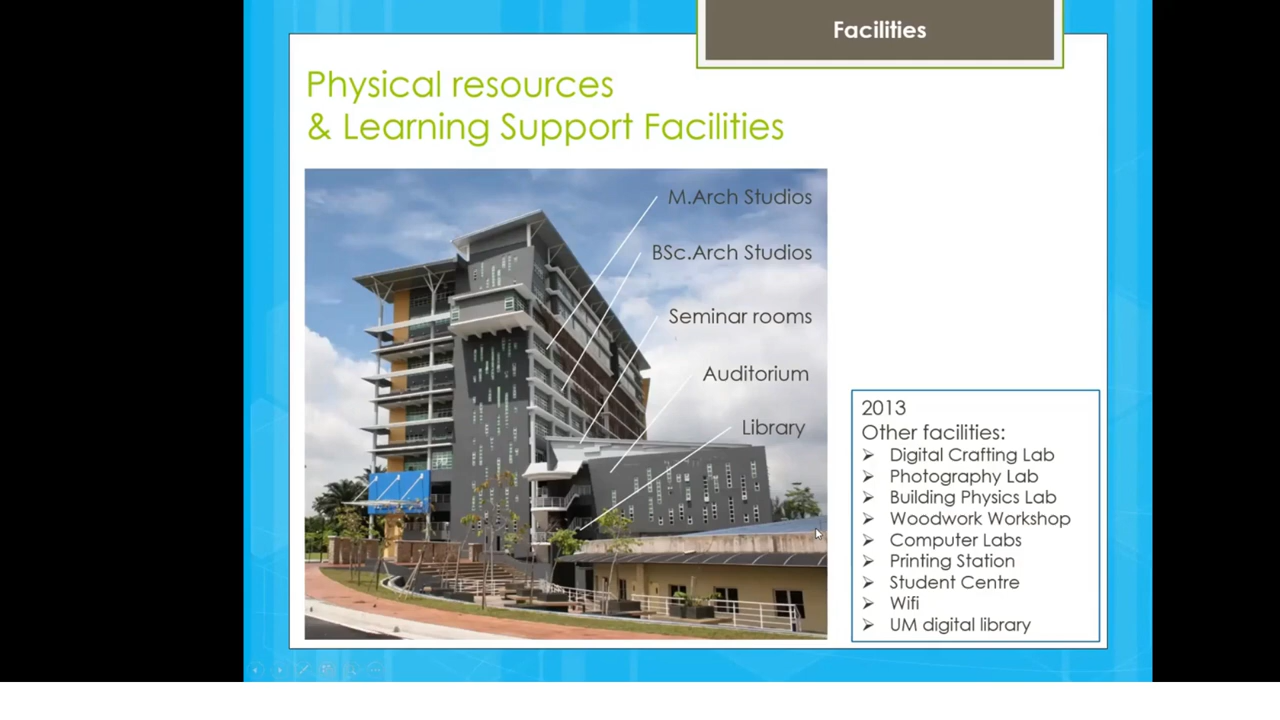 Facilities
Physical resources
& Learning Support Facilities
M.Arch Studios
BSc.Arch Studios
Seminar rooms
Auditorium
Library
2013
Other facilities:
Digital Crafting Lab
Photography Lab
Building Physics Lab
Woodwork Workshop
Computer Labs
Printing Station
Student Centre
Wifi
UM digital library